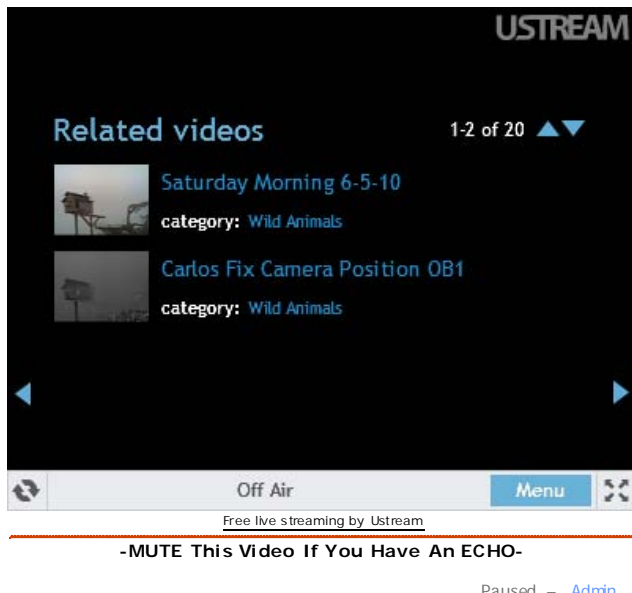 USTREAM
Related videos
1-2 of 20
Saturday Morning 6-5-10
category: Wild Animals
Carlos Fix Camera Position OB1
category: Wild Animals
Off Air
Menu
Free live streaming by Ustream
-MUTE This Video If You Have An ECHO-
Paused – Admin